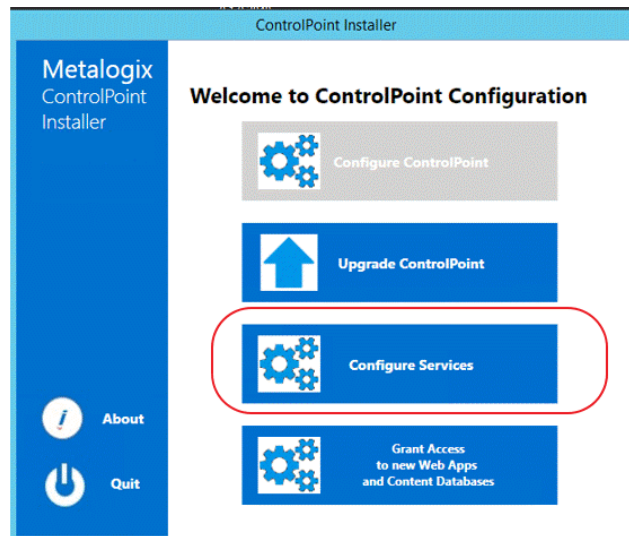 ControlPoint Installer
Metalogix
ControlPoint
Installer
Welcome to ControlPoint Configuration
Configure ControlPoint
Upgrade ControlPoint
Configure Services
Grant Access
to new Web Apps
and Content Databases
About
Quit